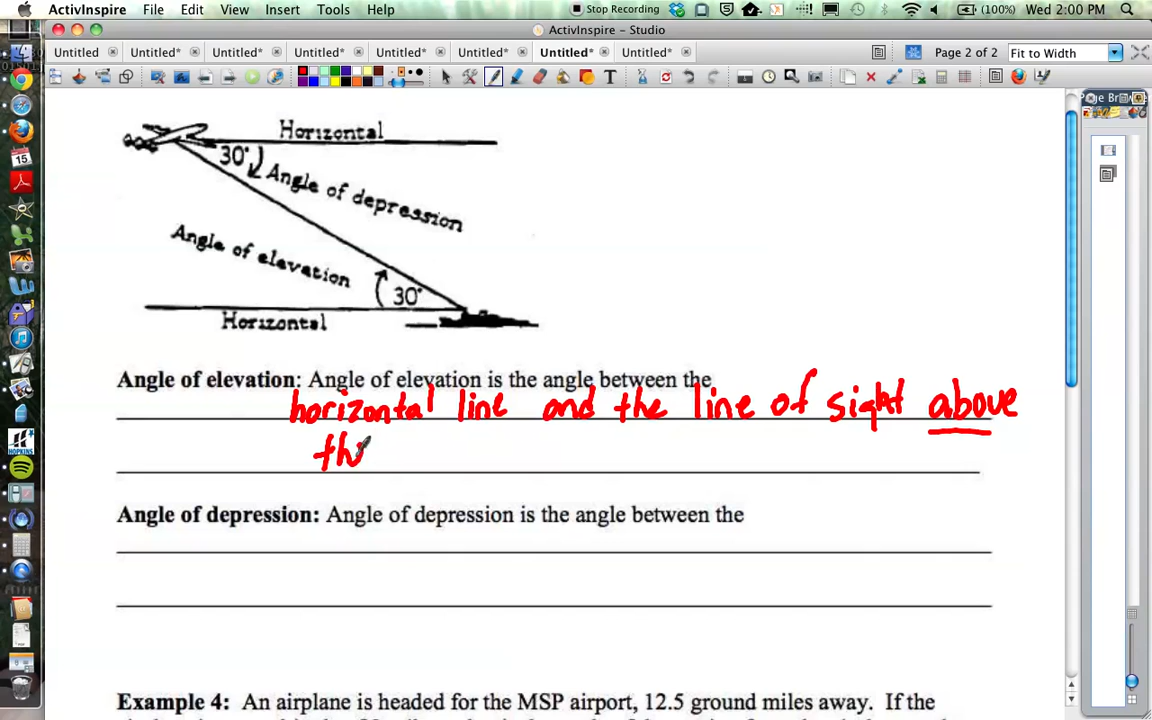 ActivInspire File Edit View Insert Tools Help Stop Recording 5 (100%) Wed 2:00 PM
ActivInspire - Studio
Untitled Untitled* Untitled* Untitled* Untitled* Untitled* Untitled* Untitled* Page 2 of 2 Fit to Width
Page Brow
Horizontal
30°
Angle of depression
Angle of elevation
30°
Horizontal
Angle of elevation: Angle of elevation is the angle between the
horizontal line and the line of sight above
thi
Angle of depression: Angle of depression is the angle between the
Example 4: An airplane is headed for the MSP airport, 12.5 ground miles away. If the